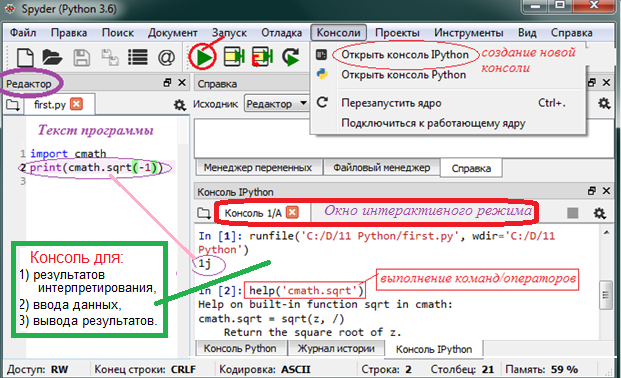 Spyder (Python 3.6)
Файл Правка Поиск Документ Запуск Отладка Консоли Проекты Инструменты Вид Справка
Запуск
Открыть консоль IPython
Открыть консоль Python
Перезапустить ядро Ctrl+.
Подключиться к работающему ядру
создание новой
консоли
Редактор
first.py
Текст программы
1 import cmath
2 print(cmath.sqrt(-1))
3
Справка
Исходник Редактор
Менеджер переменных Файловый менеджер Справка
Консоль IPython
Консоль 1/A
Окно интерактивного режима
In [1]: runfile('C:/D/11 Python/first.py', wdir='C:/D/11
Python')
1j
In [2]: help('cmath.sqrt')
выполнение команд/операторов
Help on built-in function sqrt in cmath:
cmath.sqrt = sqrt(z, /)
Return the square root of z.
Консоль для:
1) результатов
интерпретирования,
2) ввода данных,
3) вывода результатов.
Консоль Python Журнал истории Консоль IPython
Доступ: RW Конец строки: CRLF Кодировка: ASCII Строка: 2 Столбец: 21 Память: 59 %